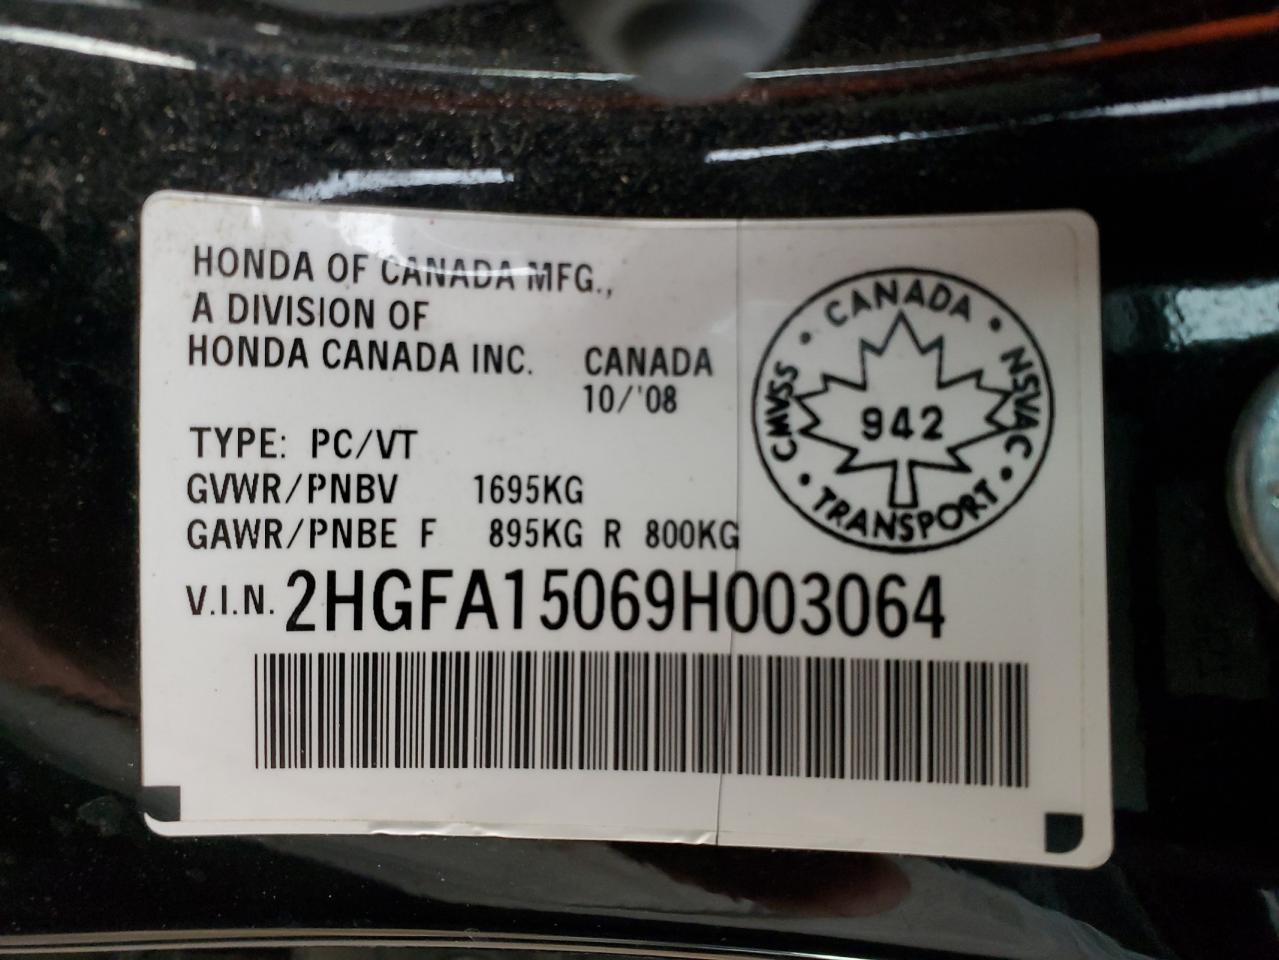 HONDA OF CANADA MFG.,
A DIVISION OF
HONDA CANADA INC. CANADA
10/'08
TYPE: PC/VT
GVWR/PNBV 1695KG
GAWR/PNBE F 895KG R 800KG
V.I.N. 2HGFA15069H003064
• CANADA •
CMVSS
942
NSVAC
• TRANSPORT •